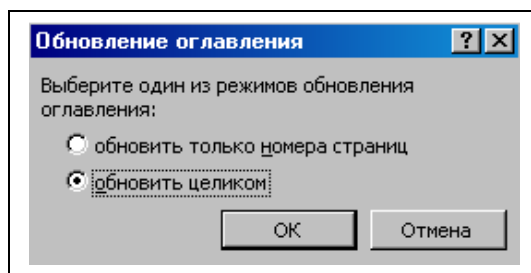 Обновление оглавления
Выберите один из режимов обновления
оглавления:
обновить только номера страниц
обновить целиком
ОК
Отмена